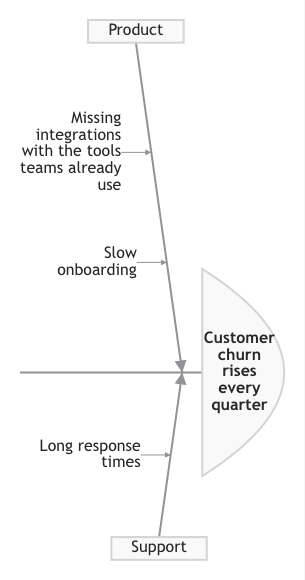 Product
Missing
integrations
with the tools
teams already
use
Slow
onboarding
Customer
churn
rises
every
quarter
Long response
times
Support